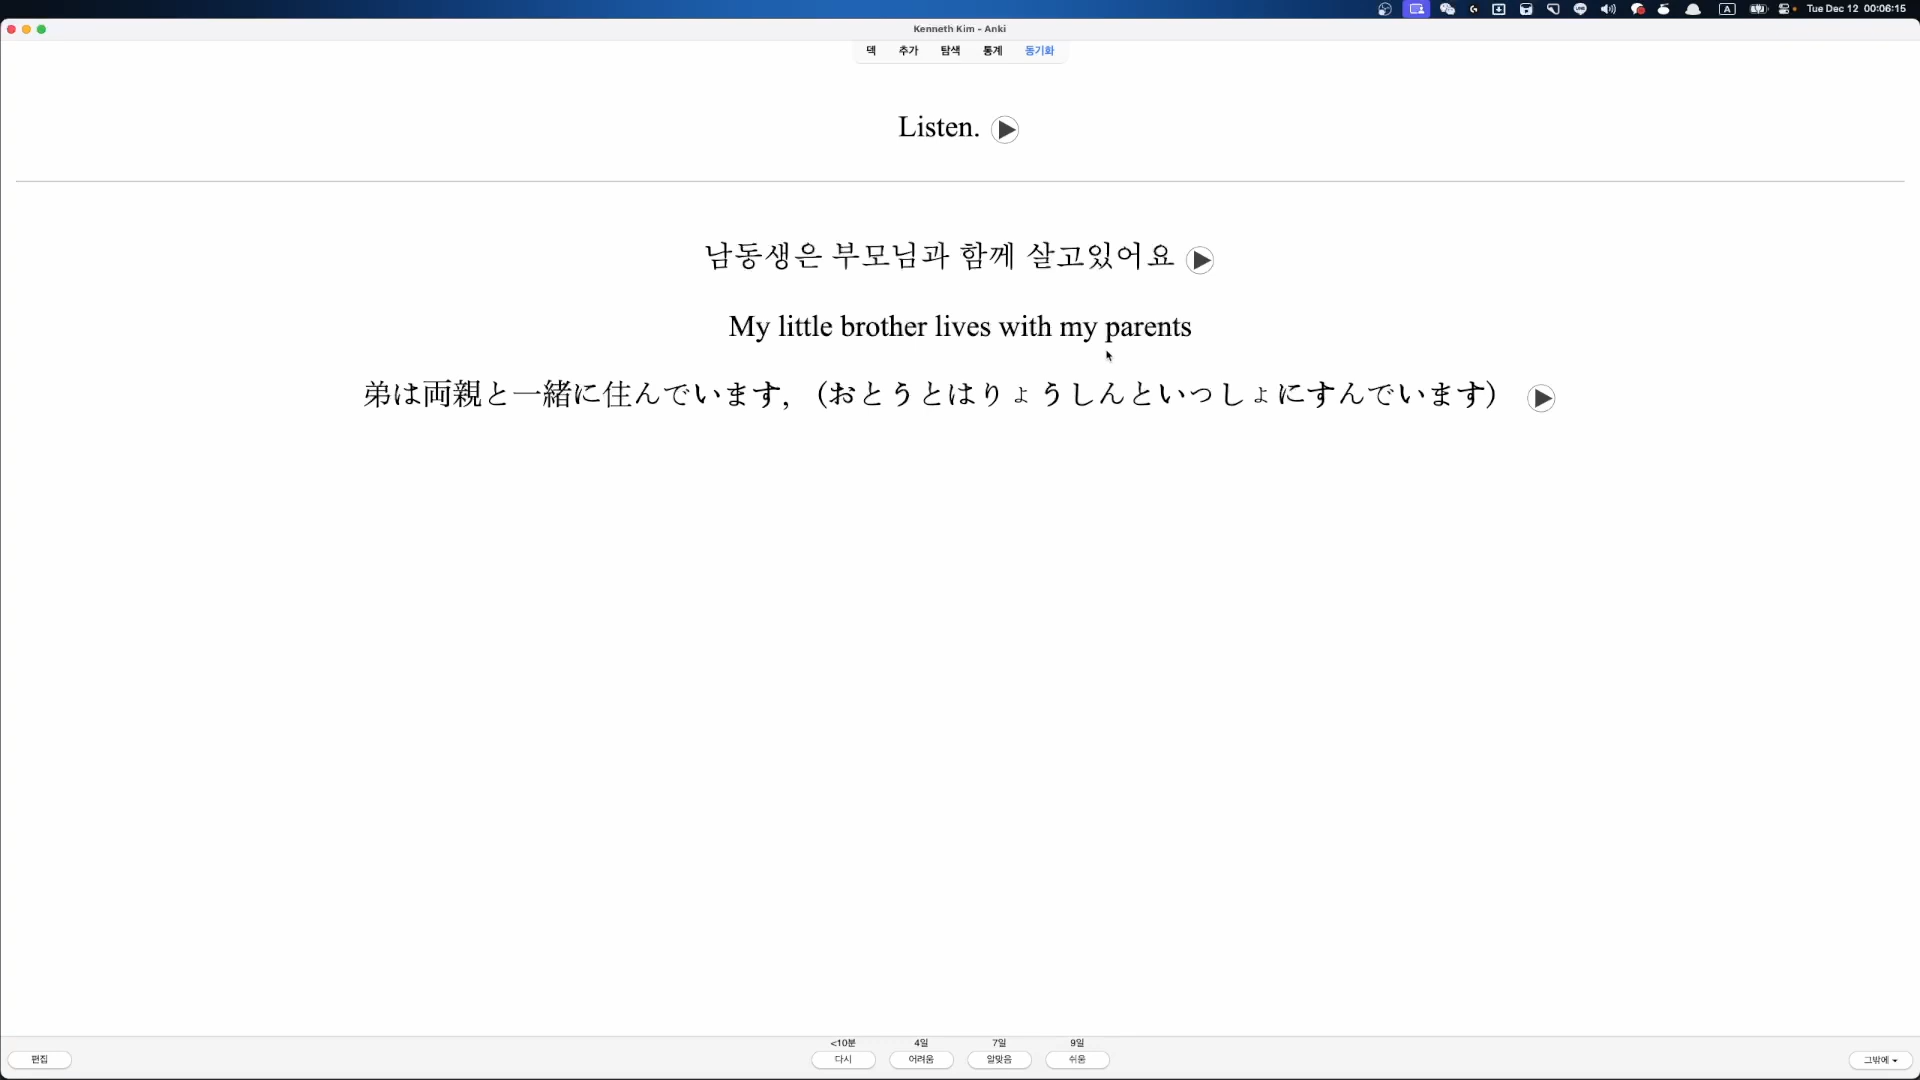 Tue Dec 12 00:06:15
Kenneth Kim - Anki
덱 추가 탐색 통계 동기화
Listen.
남동생은 부모님과 함께 살고있어요
My little brother lives with my parents
弟は両親と一緒に住んでいます，（おとうとはりょうしんといっしょにすんでいます）
<10분 4일 7일 9일
편집 다시 어려움 알맞음 쉬움 그밖에